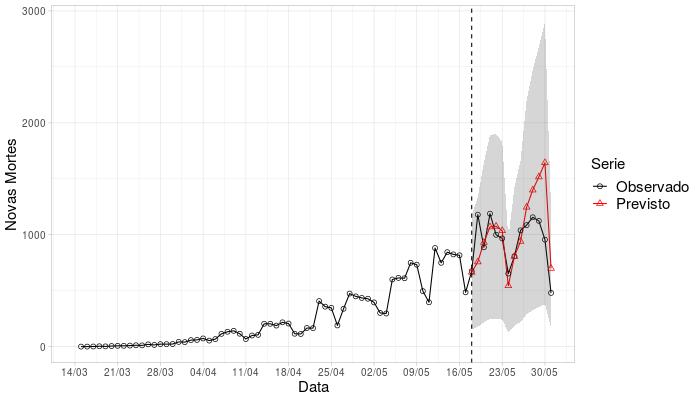 3000
2000
1000
0
Novas Mortes
14/03 21/03 28/03 04/04 11/04 18/04 25/04 02/05 09/05 16/05 23/05 30/05
Data
Serie
Observado
Previsto